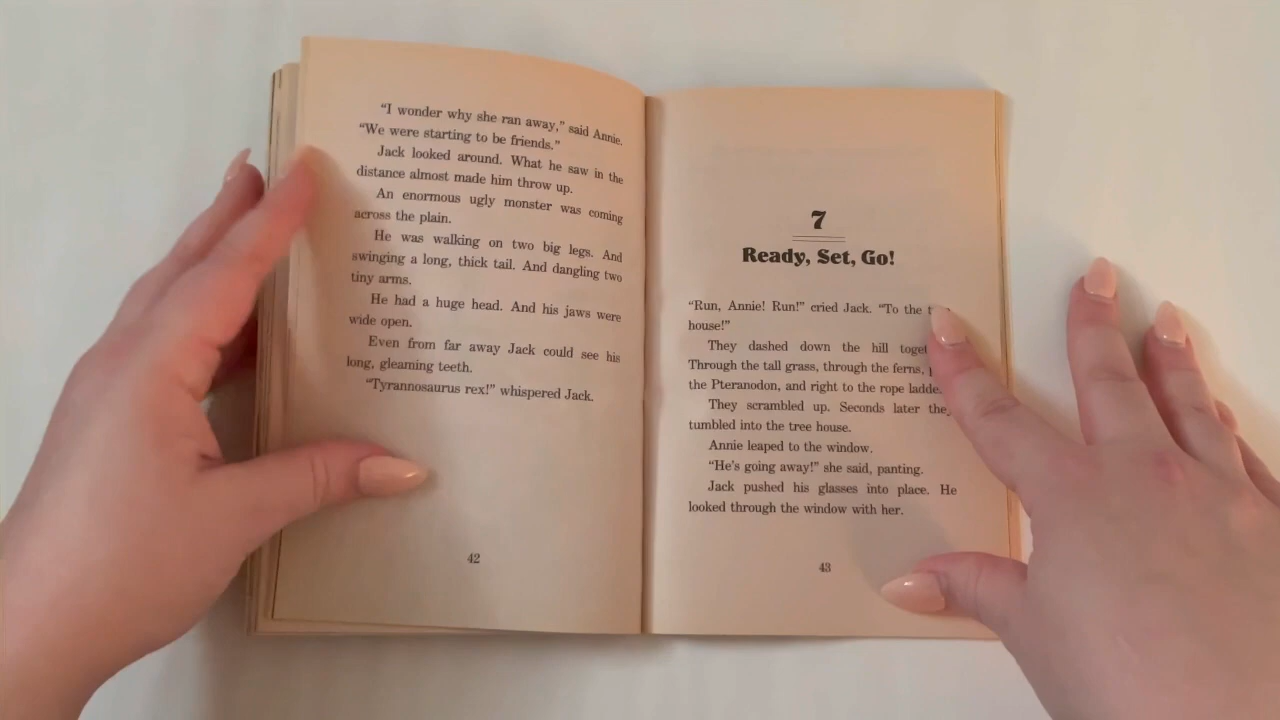 “I wonder why she ran away,” said Annie.
“We were starting to be friends.”
Jack looked around. What he saw in the
distance almost made him throw up.
An enormous ugly monster was coming
across the plain.
He was walking on two big legs. And
swinging a long, thick tail. And dangling two
tiny arms.
He had a huge head. And his jaws were
wide open.
Even from far away Jack could see his
long, gleaming teeth.
“Tyrannosaurus rex!” whispered Jack.
42
7
Ready, Set, Go!
“Run, Annie! Run!” cried Jack. “To the
house!”
They dashed down the hill
Through the tall grass, through the ferns,
the Pteranodon, and right to the rope
They scrambled up. Seconds later they
tumbled into the tree house.
Annie leaped to the window.
“He’s going away!” she said, panting.
Jack pushed his glasses into place. He
looked through the window with her.
43